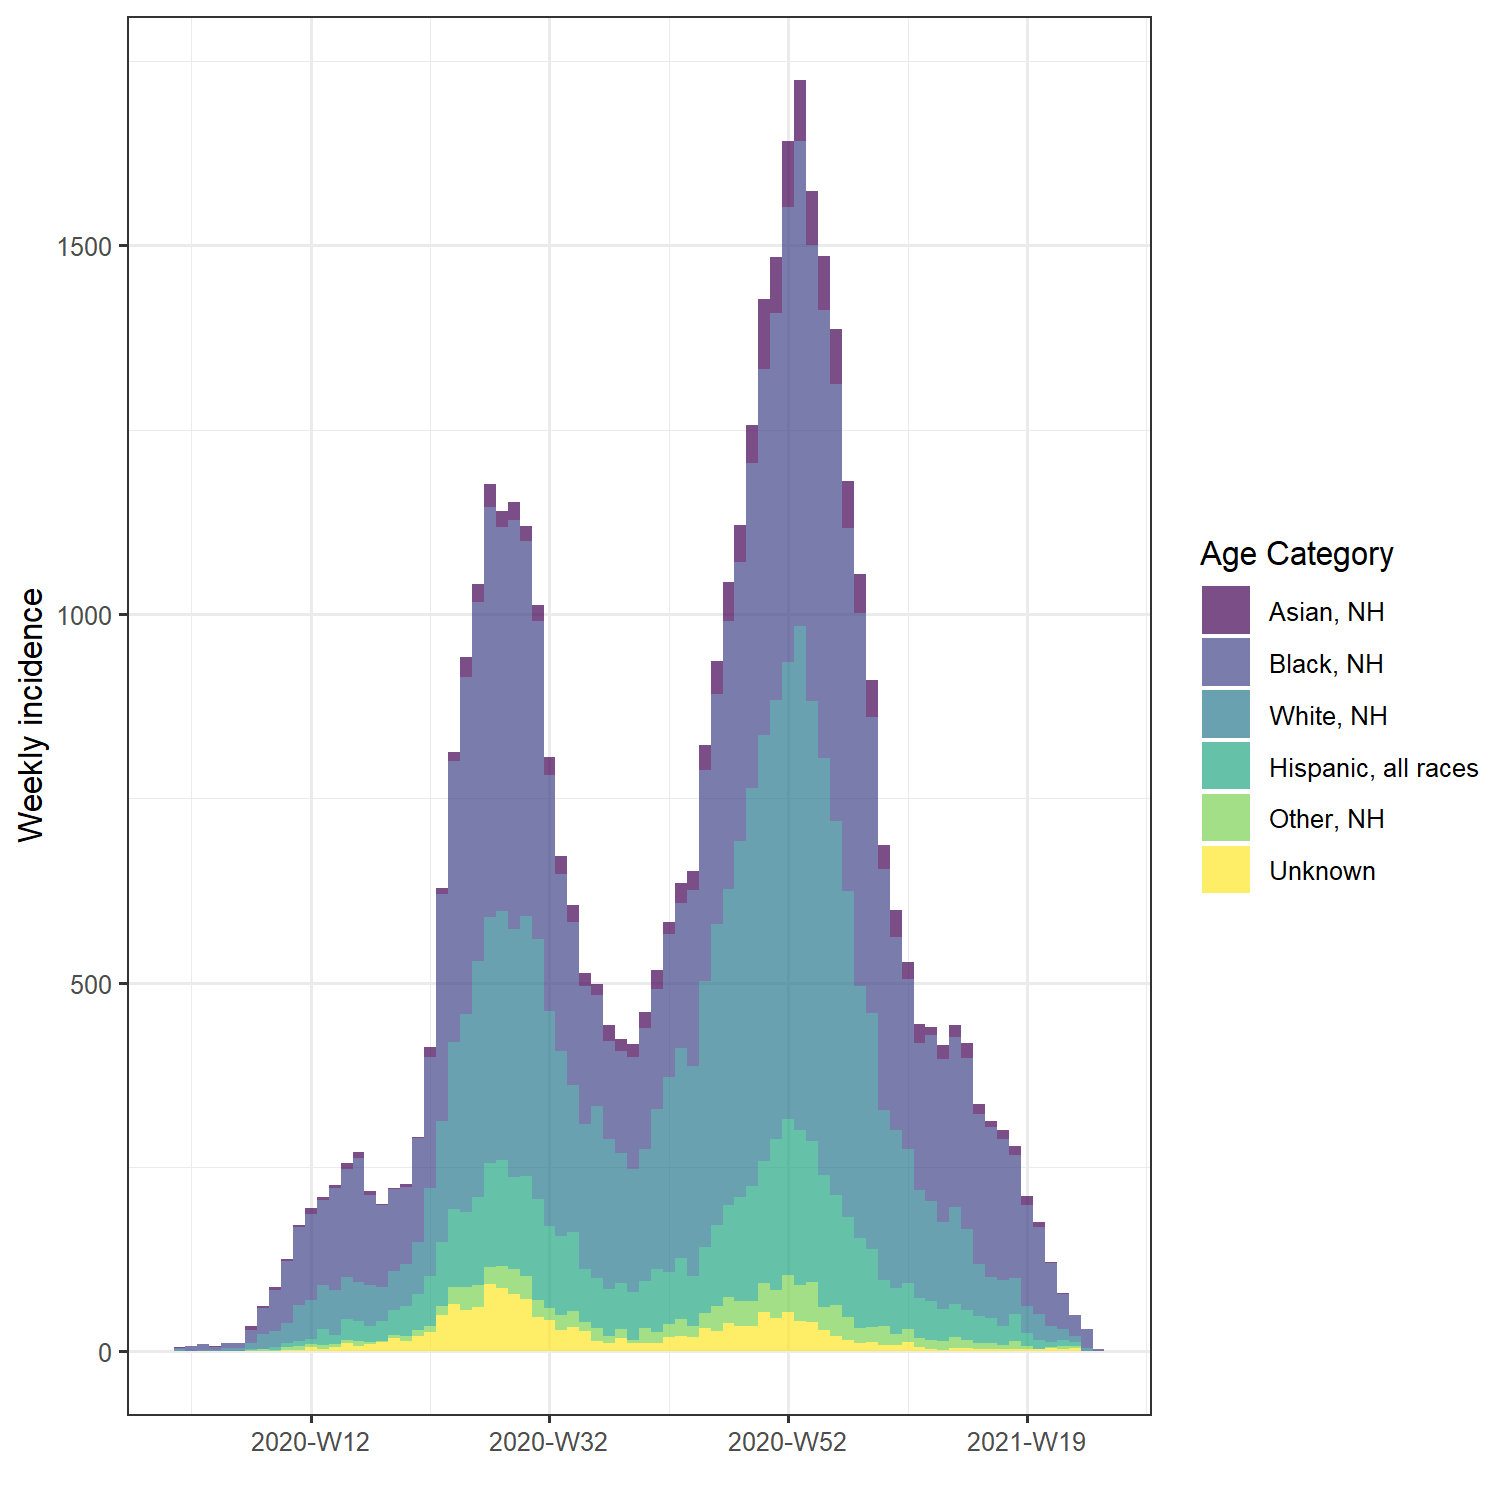 Weekly incidence
1500
1000
500
0
2020-W12
2020-W32
2020-W52
2021-W19
Age Category
Asian, NH
Black, NH
White, NH
Hispanic, all races
Other, NH
Unknown